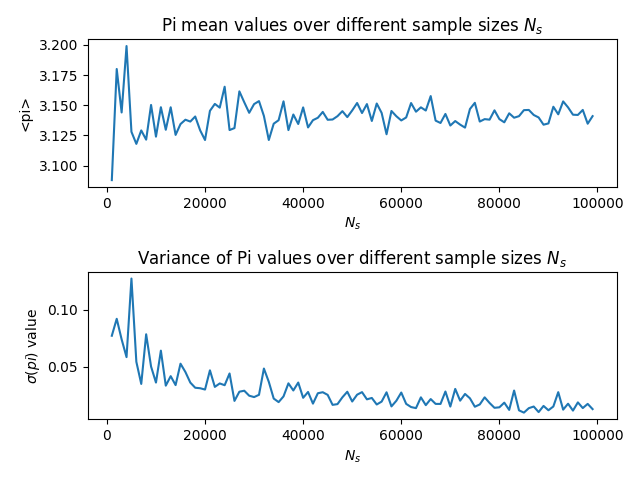 Pi mean values over different sample sizes $N_s$
3.200
3.175
3.150
3.125
3.100
<pi>
0 20000 40000 60000 80000 100000
$N_s$
Variance of Pi values over different sample sizes $N_s$
0.10
0.05
σ(pi) value
0 20000 40000 60000 80000 100000
$N_s$